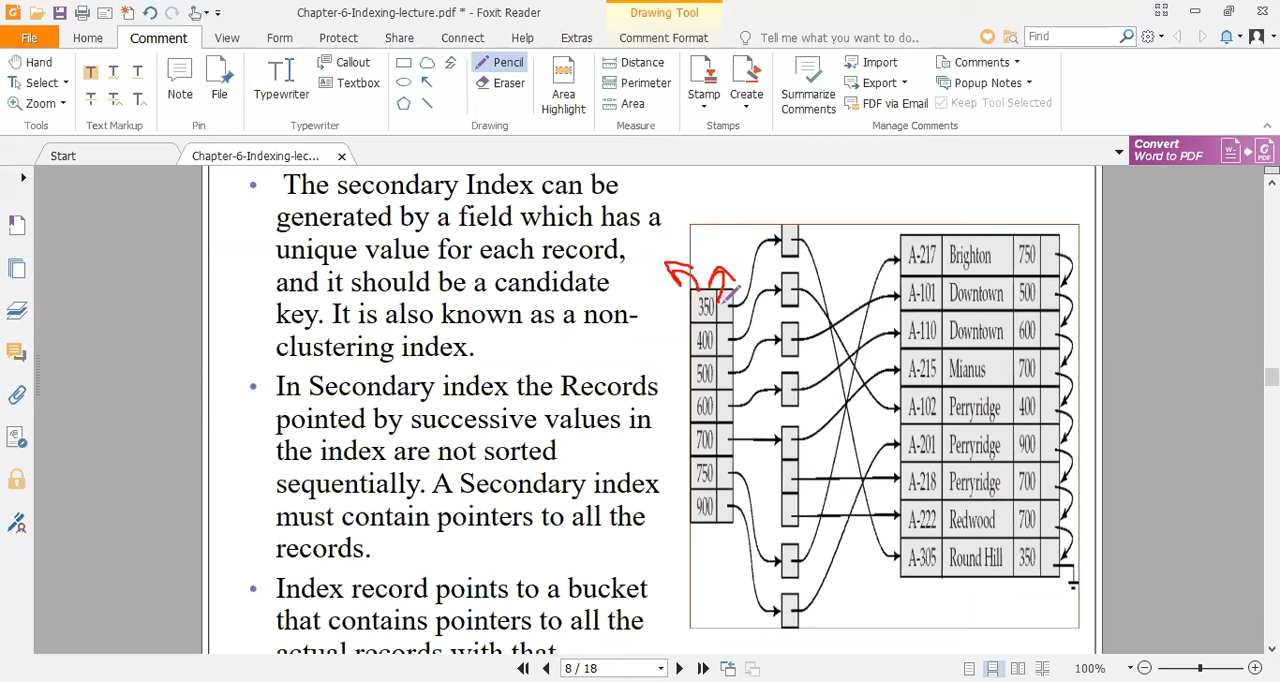 Chapter-6-Indexing-lecture.pdf * - Foxit Reader
Drawing Tool
File Home Comment View Form Protect Share Connect Help Extras Comment Format Tell me what you want to do.. Find
Hand
Select
Zoom
Tools
Text Markup
Note
File
Pin
Typewriter
Callout
Textbox
Typewriter
Pencil
Eraser
Drawing
Area Highlight
Distance
Perimeter
Area
Measure
Stamp
Create
Stamps
Summarize Comments
Import
Export
FDF via Email
Comments
Popup Notes
Keep Tool Selected
Manage Comments
Start
Chapter-6-Indexing-lec...
Convert
Word to PDF
PDF
• The secondary Index can be
generated by a field which has a
unique value for each record,
and it should be a candidate
key. It is also known as a non-
clustering index.
• In Secondary index the Records
pointed by successive values in
the index are not sorted
sequentially. A Secondary index
must contain pointers to all the
records.
• Index record points to a bucket
that contains pointers to all the
actual records with that
350
400
500
600
700
750
900
A-217 Brighton 750
A-101 Downtown 500
A-110 Downtown 600
A-215 Mianus 700
A-102 Perryridge 400
A-201 Perryridge 900
A-218 Perryridge 700
A-222 Redwood 700
A-305 Round Hill 350
8 / 18
100%